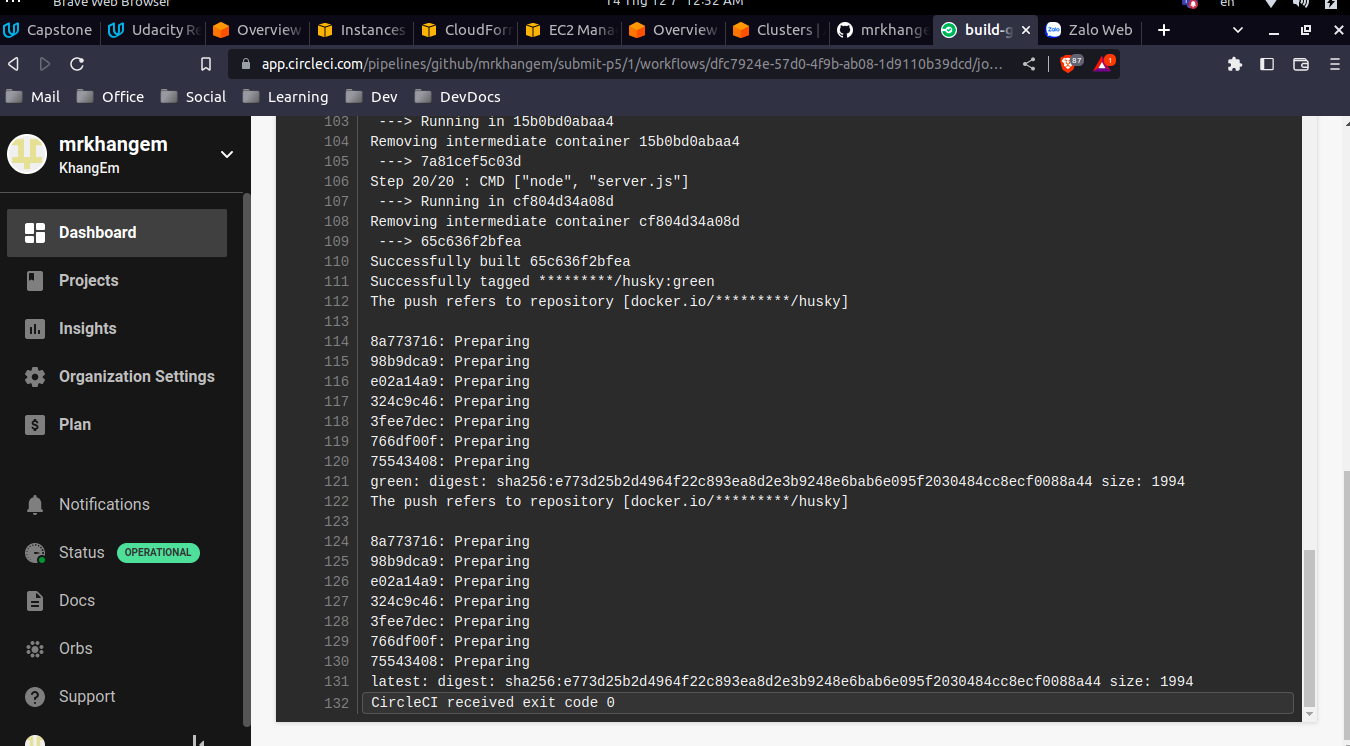 Brave Web Browser
14 Thg 12 7 12:32 AM
en
Capstone
Udacity Re
Overview
Instances
CloudForn
EC2 Mana
Overview
Clusters |
mrkhange
build-g
Zalo Web
app.circleci.com/pipelines/github/mrkhangem/submit-p5/1/workflows/dfc7924e-57d0-4f9b-ab08-1d9110b39dcd/jo...
87
1
Mail
Office
Social
Learning
Dev
DevDocs
mrkhangem
KhangEm
Dashboard
Projects
Insights
Organization Settings
Plan
Notifications
Status OPERATIONAL
Docs
Orbs
Support
103 ---> Running in 15b0bd0abaa4
104 Removing intermediate container 15b0bd0abaa4
105 ---> 7a81cef5c03d
106 Step 20/20 : CMD ["node", "server.js"]
107 ---> Running in cf804d34a08d
108 Removing intermediate container cf804d34a08d
109 ---> 65c636f2bfea
110 Successfully built 65c636f2bfea
111 Successfully tagged *********/husky:green
112 The push refers to repository [docker.io/*********/husky]
113
114 8a773716: Preparing
115 98b9dca9: Preparing
116 e02a14a9: Preparing
117 324c9c46: Preparing
118 3fee7dec: Preparing
119 766df00f: Preparing
120 75543408: Preparing
121 green: digest: sha256:e773d25b2d4964f22c893ea8d2e3b9248e6bab6e095f2030484cc8ecf0088a44 size: 1994
122 The push refers to repository [docker.io/*********/husky]
123
124 8a773716: Preparing
125 98b9dca9: Preparing
126 e02a14a9: Preparing
127 324c9c46: Preparing
128 3fee7dec: Preparing
129 766df00f: Preparing
130 75543408: Preparing
131 latest: digest: sha256:e773d25b2d4964f22c893ea8d2e3b9248e6bab6e095f2030484cc8ecf0088a44 size: 1994
132 CircleCI received exit code 0